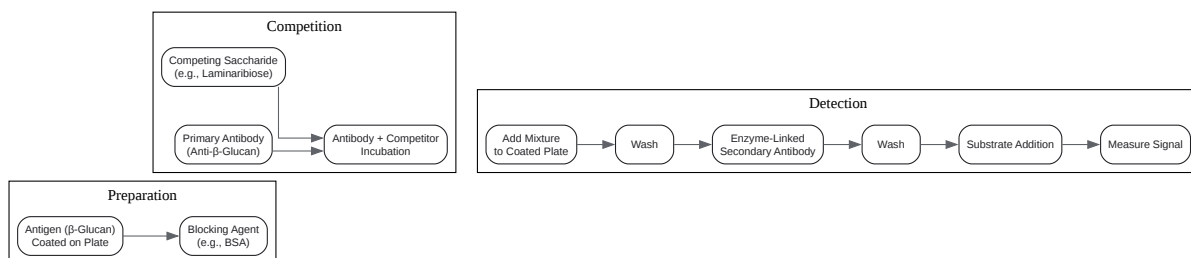 Competition
Competing Saccharide
(e.g., Laminaribiose)
Primary Antibody
(Anti-β-Glucan)
Antibody + Competitor
Incubation
Preparation
Antigen (β-Glucan)
Coated on Plate
Blocking Agent
(e.g., BSA)
Detection
Add Mixture
to Coated Plate
Wash
Enzyme-Linked
Secondary Antibody
Wash
Substrate Addition
Measure Signal